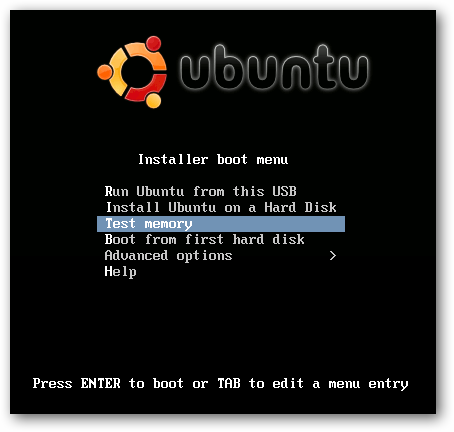 ubuntu
Installer boot menu
Run Ubuntu from this USB
Install Ubuntu on a Hard Disk
Test memory
Boot from first hard disk
Advanced options >
Help
Press ENTER to boot or TAB to edit a menu entry